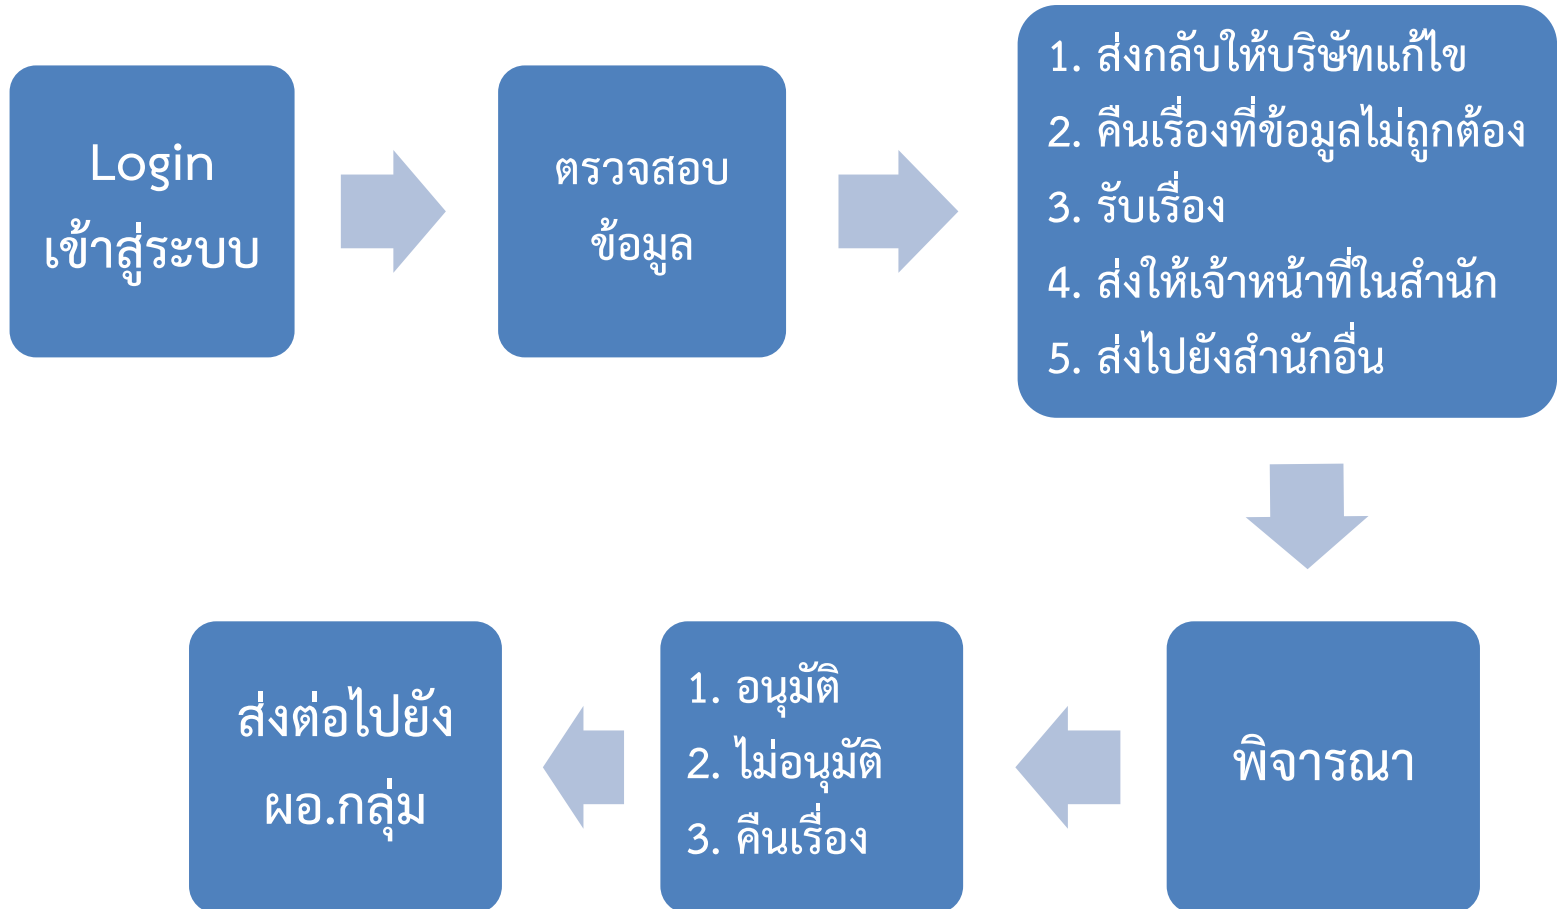 Login
เข้าสู่ระบบ
ตรวจสอบ
ข้อมูล
1. ส่งกลับให้บริษัทแก้ไข
2. คืนเรื่องที่ข้อมูลไม่ถูกต้อง
3. รับเรื่อง
4. ส่งให้เจ้าหน้าที่ในสำนัก
5. ส่งไปยังสำนักอื่น
พิจารณา
1. อนุมัติ
2. ไม่อนุมัติ
3. คืนเรื่อง
ส่งต่อไปยัง
ผอ.กลุ่ม